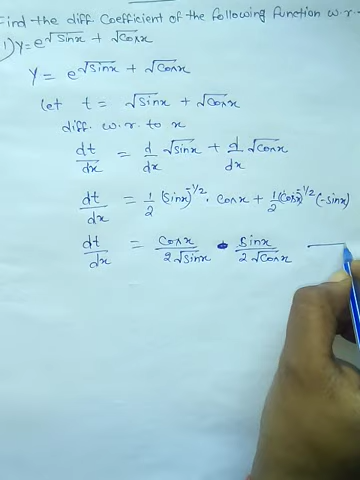 Find the diff. Coefficient of the following function w.r.
1) y = e^√sinx + √cosx
y = e^√sinx + √cosx
Let t = √sinx + √cosx
diff. w.r. to x
dt/dx = d/dx √sinx + d/dx √cosx
dt/dx = 1/2 (sinx)^-1/2 · cosx + 1/2 (cosx)^-1/2 (-sinx)
dt/dx = cosx/2√sinx - sinx/2√cosx —